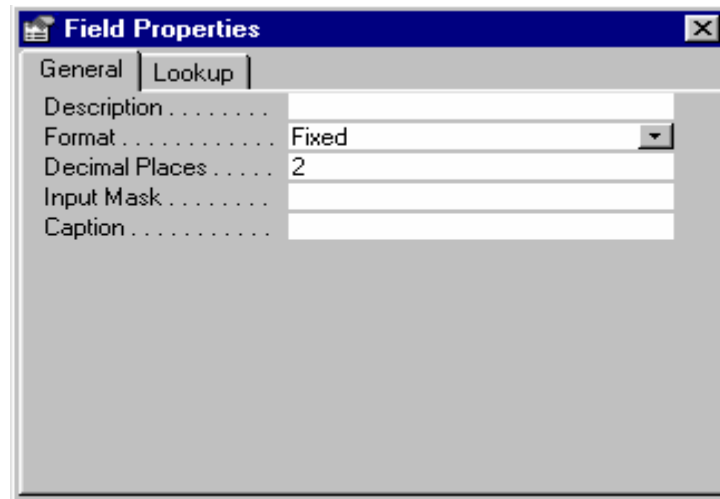 Field Properties
General Lookup
Description . . . . . . . .
Format . . . . . . . . . . . . Fixed
Decimal Places . . . . . 2
Input Mask . . . . . . . .
Caption . . . . . . . . . . .